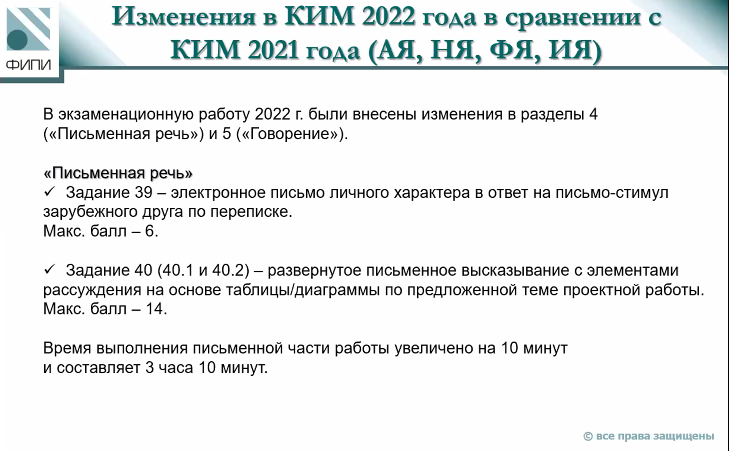 Изменения в КИМ 2022 года в сравнении с
КИМ 2021 года (АЯ, НЯ, ФЯ, ИЯ)
ФИПИ
В экзаменационную работу 2022 г. были внесены изменения в разделы 4
(«Письменная речь») и 5 («Говорение»).
«Письменная речь»
✓ Задание 39 – электронное письмо личного характера в ответ на письмо-стимул
зарубежного друга по переписке.
Макс. балл – 6.
✓ Задание 40 (40.1 и 40.2) – развернутое письменное высказывание с элементами
рассуждения на основе таблицы/диаграммы по предложенной теме проектной работы.
Макс. балл – 14.
Время выполнения письменной части работы увеличено на 10 минут
и составляет 3 часа 10 минут.
© все права защищены